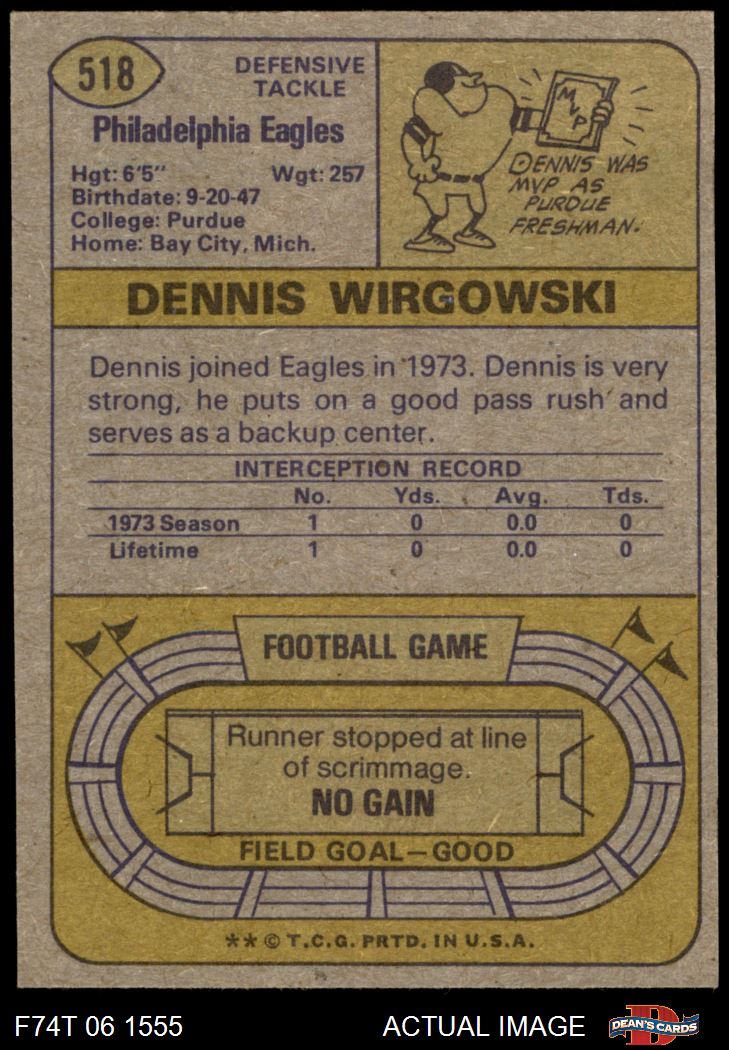 518
DEFENSIVE
TACKLE
Philadelphia Eagles
Hgt: 6'5" Wgt: 257
Birthdate: 9-20-47
College: Purdue
Home: Bay City, Mich.
MVP
DENNIS WAS
MVP AS
PURDUE
FRESHMAN.
DENNIS WIRGOWSKI
Dennis joined Eagles in 1973. Dennis is very
strong, he puts on a good pass rush and
serves as a backup center.
INTERCEPTION RECORD
No. Yds. Avg. Tds.
1973 Season 1 0 0.0 0
Lifetime 1 0 0.0 0
FOOTBALL GAME
Runner stopped at line
of scrimmage.
NO GAIN
FIELD GOAL—GOOD
** © T.C.G. PRTD. IN U.S.A.
F74T 06 1555 ACTUAL IMAGE
D
DEAN'S CARDS